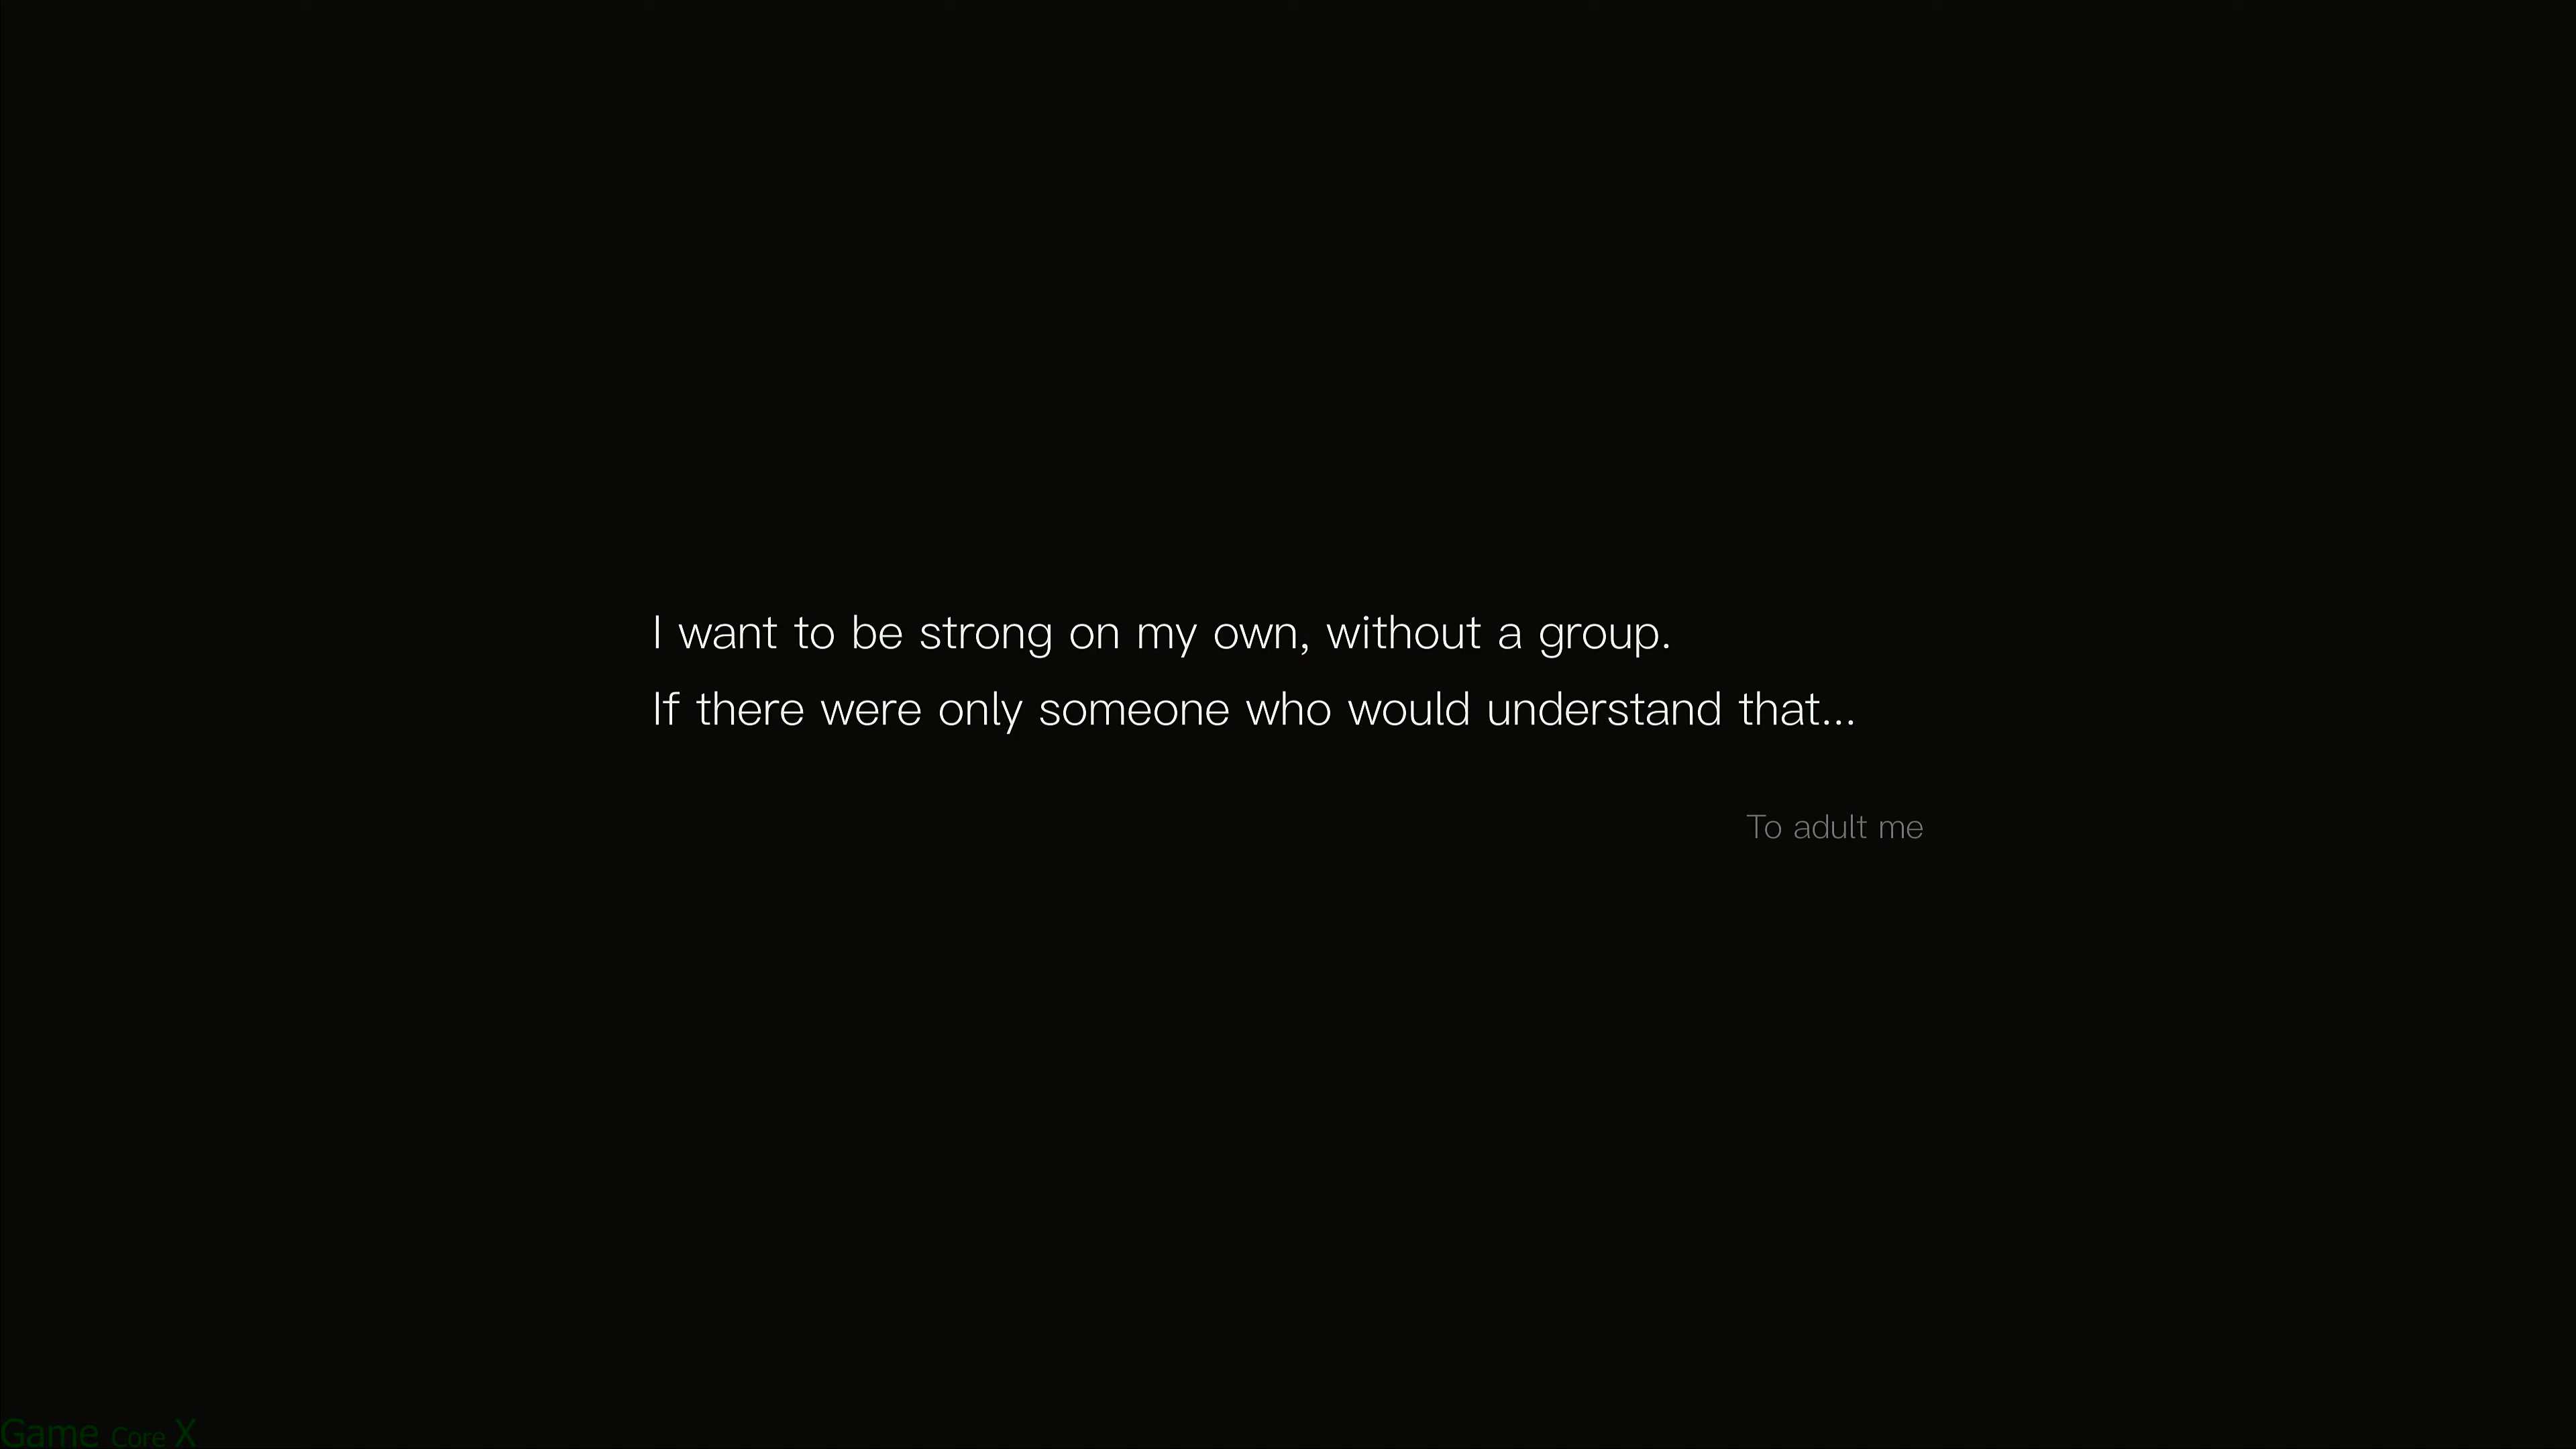 I want to be strong on my own, without a group.
If there were only someone who would understand that...
To adult me
Game Core X